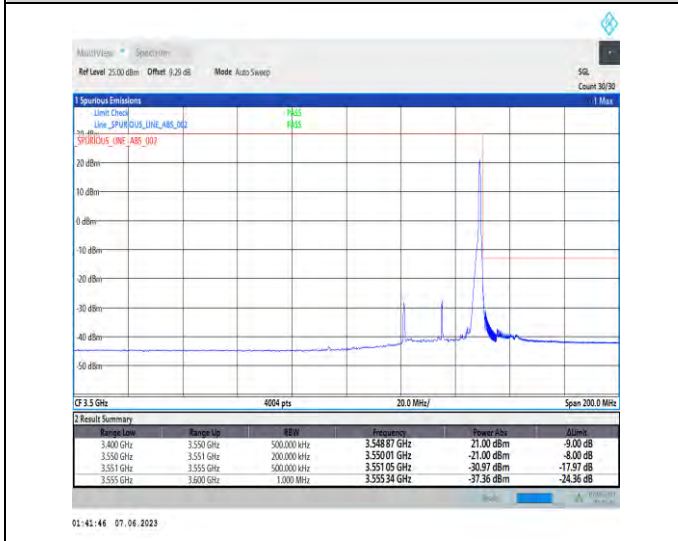 MultiView Spectrum
Ref Level 25.00 dBm Offset 9.29 dB Mode Auto Sweep SGL
Count 30/30
1 Spurious Emissions 1 Max
Limit Check PASS
Line _SPURIOUS_LINE_ABS_002 PASS
_SPURIOUS_LINE_ABS_002
20 dBm
10 dBm
0 dBm
-10 dBm
-20 dBm
-30 dBm
-40 dBm
-50 dBm
CF 3.5 GHz 4004 pts 20.0 MHz/ Span 200.0 MHz
2 Result Summary
Range Low Range Up RBW Frequency Power Abs ΔLimit
3.400 GHz 3.550 GHz 500.000 kHz 3.548 87 GHz 21.00 dBm -9.00 dB
3.550 GHz 3.551 GHz 200.000 kHz 3.550 01 GHz -21.00 dBm -8.00 dB
3.551 GHz 3.555 GHz 500.000 kHz 3.551 05 GHz -30.97 dBm -17.97 dB
3.555 GHz 3.600 GHz 1.000 MHz 3.555 34 GHz -37.36 dBm -24.36 dB
01:41:46 07.06.2023